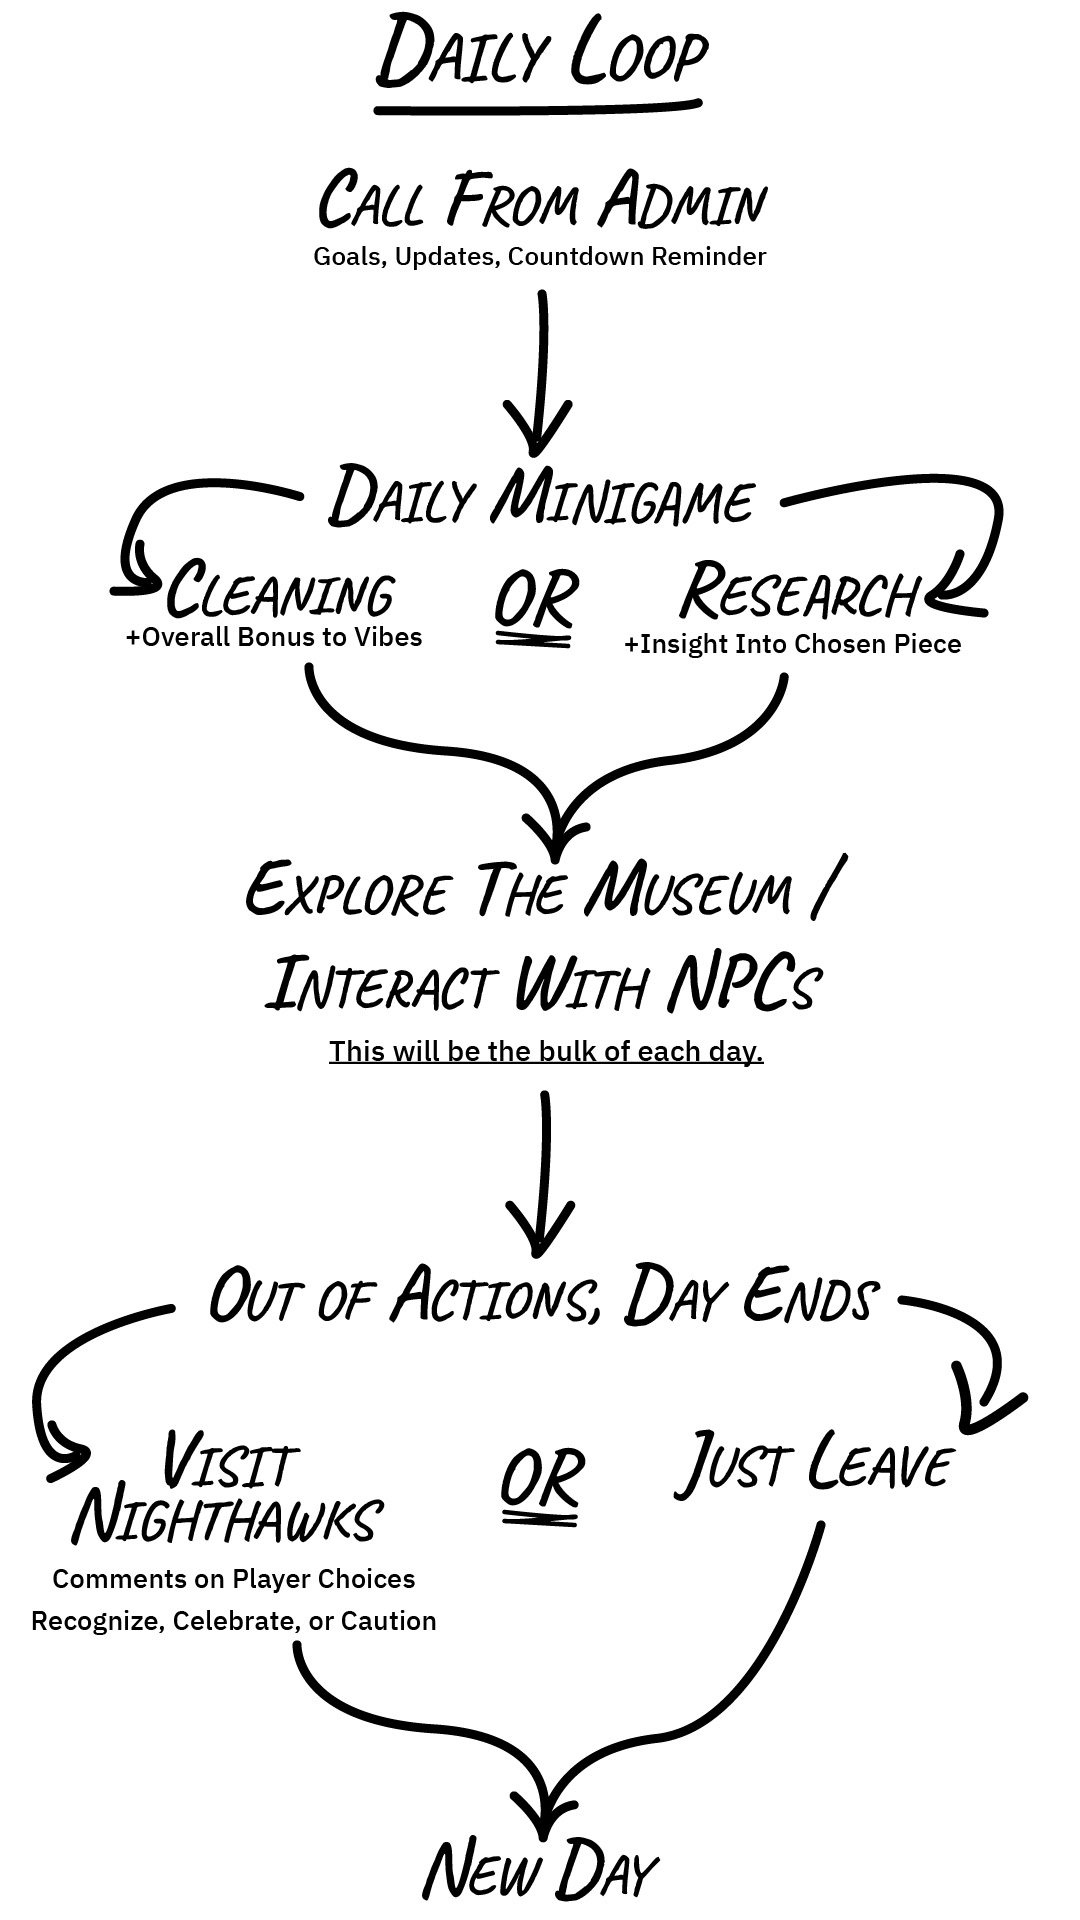 Daily Loop
Call From Admin
Goals, Updates, Countdown Reminder
Daily Minigame
Cleaning
+Overall Bonus to Vibes
OR
Research
+Insight Into Chosen Piece
Explore The Museum /
Interact With NPCs
This will be the bulk of each day.
Out of Actions, Day Ends
Visit
Nighthawks
Comments on Player Choices
Recognize, Celebrate, or Caution
OR
Just Leave
New Day